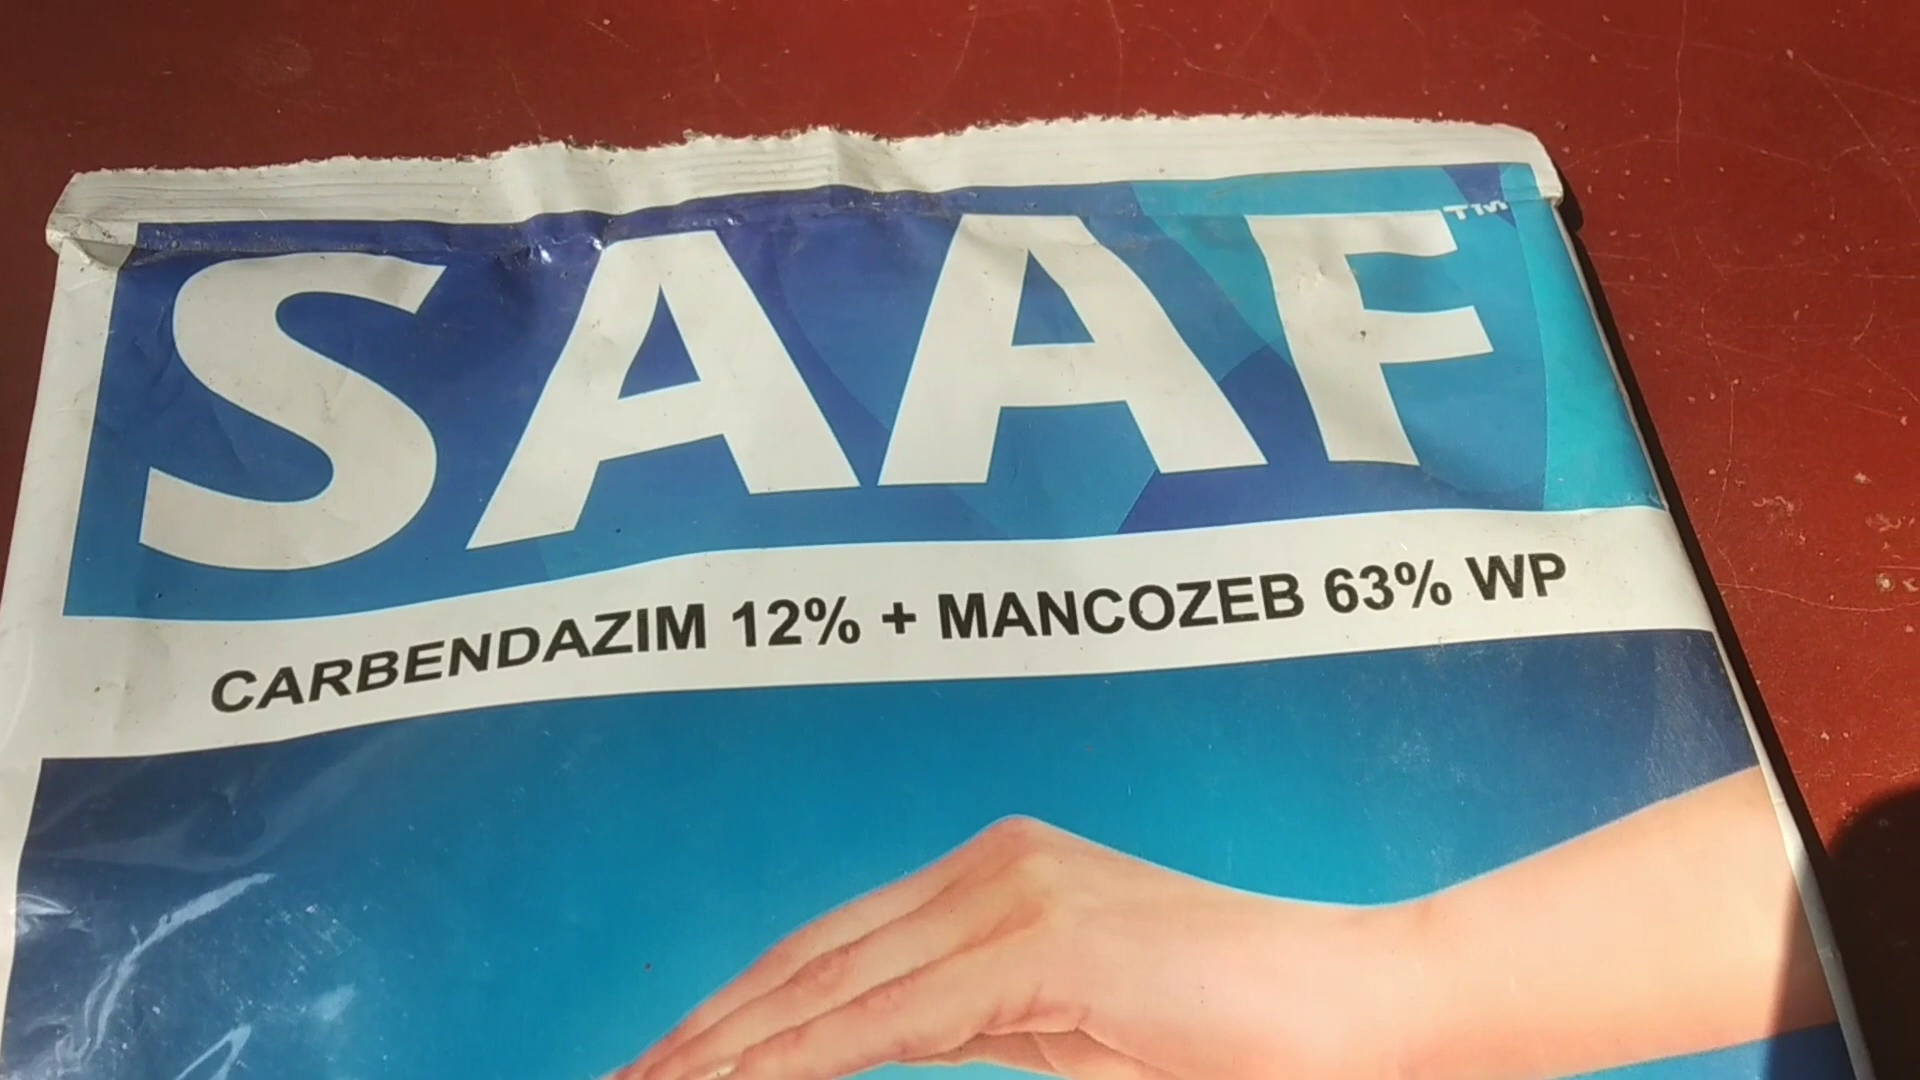 SAAF™
CARBENDAZIM 12% + MANCOZEB 63% WP